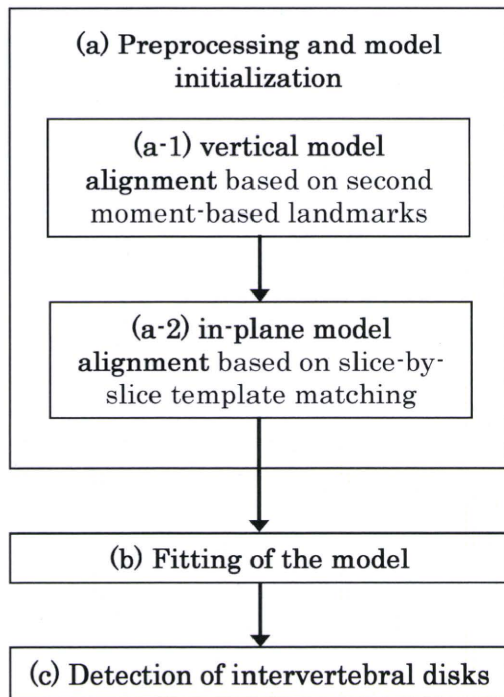 (a) Preprocessing and model
initialization
(a-1) vertical model
alignment based on second
moment-based landmarks
(a-2) in-plane model
alignment based on slice-by-
slice template matching
(b) Fitting of the model
(c) Detection of intervertebral disks